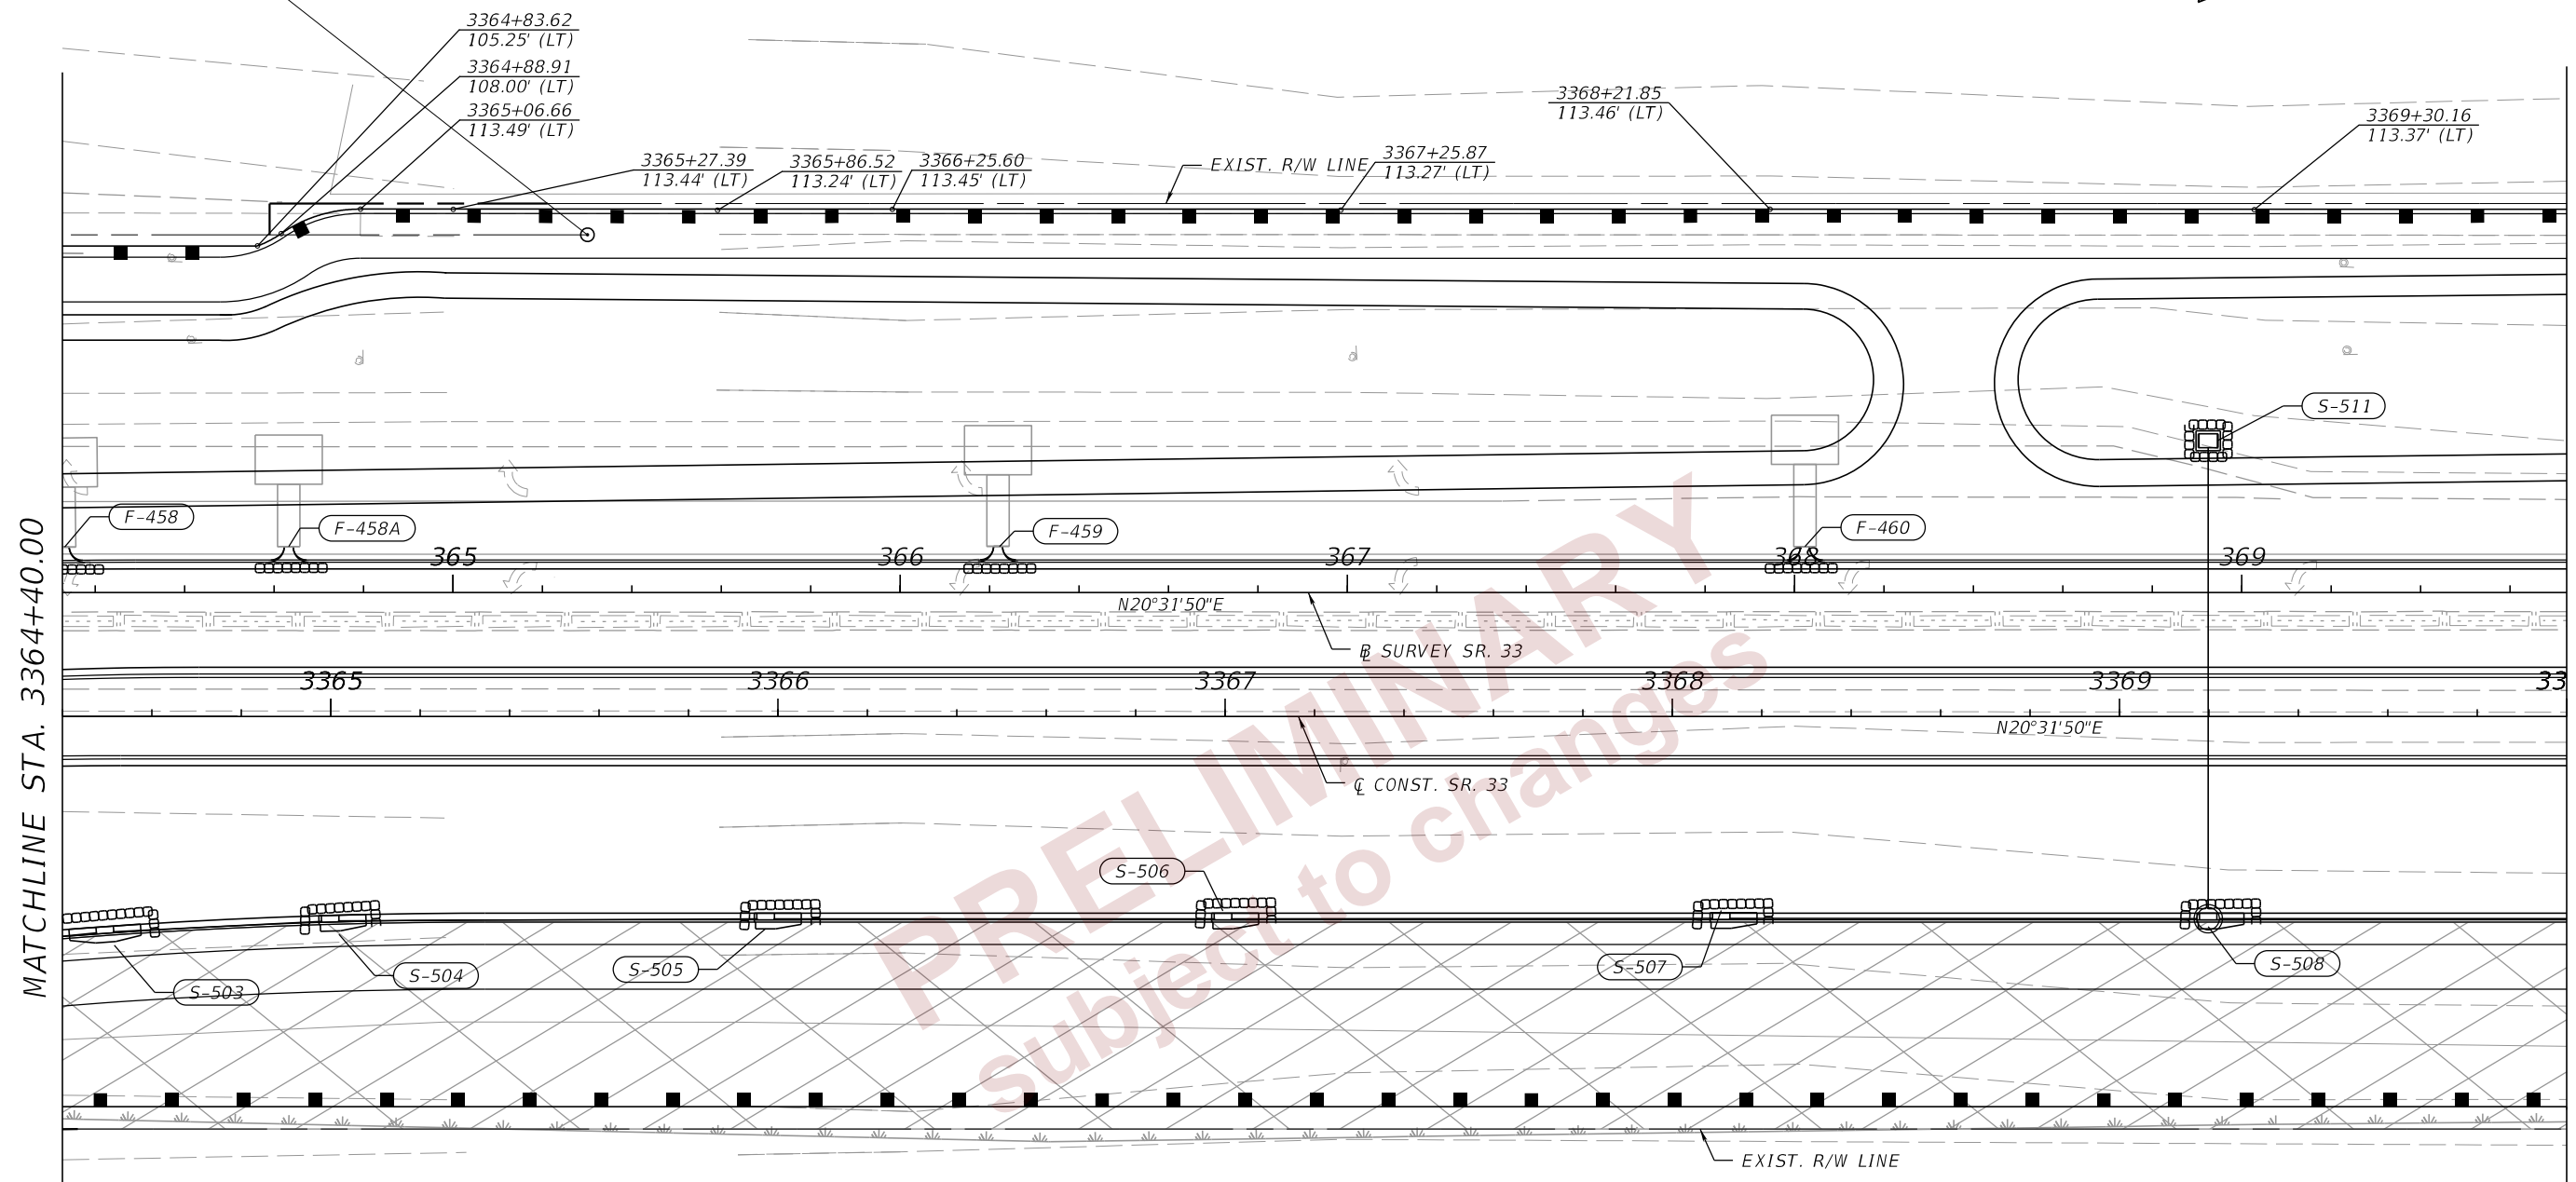 3364+83.62
105.25' (LT)
3364+88.91
108.00' (LT)
3365+06.66
113.49' (LT)
3365+27.39
113.44' (LT)
3365+86.52
113.24' (LT)
3366+25.60
113.45' (LT)
EXIST. R/W LINE
3367+25.87
113.27' (LT)
3368+21.85
113.46' (LT)
3369+30.16
113.37' (LT)
S-511
F-458
F-458A
F-459
F-460
365
366
367
368
369
N20°31'50"E
BL SURVEY SR. 33
3365
3366
3367
3368
3369
33
N20°31'50"E
CL CONST. SR. 33
MATCHLINE STA. 3364+40.00
PRELIMINARY
subject to changes
S-503
S-504
S-505
S-506
S-507
S-508
EXIST. R/W LINE